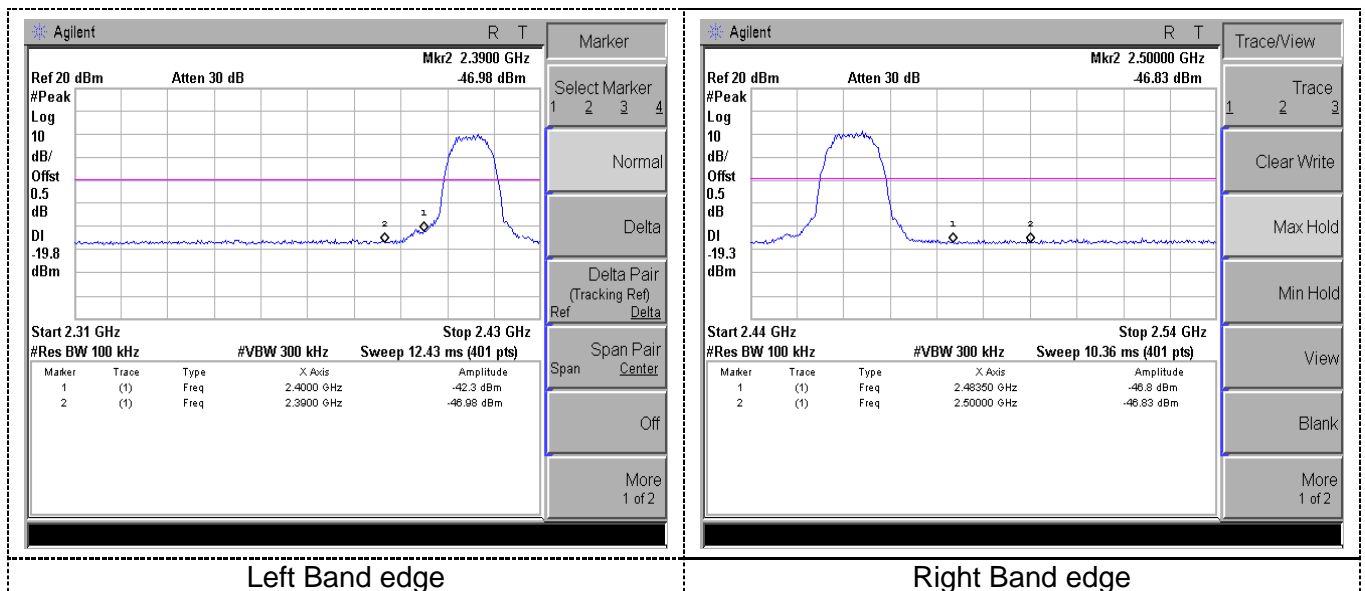 Agilent R T
Mkr2 2.3900 GHz
Ref 20 dBm Atten 30 dB -46.98 dBm
#Peak
Log
10
dB/
Offst
0.5
dB
DI
-19.8
dBm
1
2
Start 2.31 GHz Stop 2.43 GHz
#Res BW 100 kHz #VBW 300 kHz Sweep 12.43 ms (401 pts)
Marker Trace Type X Axis Amplitude
1 (1) Freq 2.4000 GHz -42.3 dBm
2 (1) Freq 2.3900 GHz -46.98 dBm
Marker
Select Marker
1 2 3 4
Normal
Delta
Delta Pair
(Tracking Ref)
Ref Delta
Span Pair
Span Center
Off
More
1 of 2
Left Band edge
Agilent R T
Mkr2 2.50000 GHz
Ref 20 dBm Atten 30 dB -46.83 dBm
#Peak
Log
10
dB/
Offst
0.5
dB
DI
-19.3
dBm
1 2
Start 2.44 GHz Stop 2.54 GHz
#Res BW 100 kHz #VBW 300 kHz Sweep 10.36 ms (401 pts)
Marker Trace Type X Axis Amplitude
1 (1) Freq 2.48350 GHz -46.8 dBm
2 (1) Freq 2.50000 GHz -46.83 dBm
Trace/View
Trace
1 2 3
Clear Write
Max Hold
Min Hold
View
Blank
More
1 of 2
Right Band edge